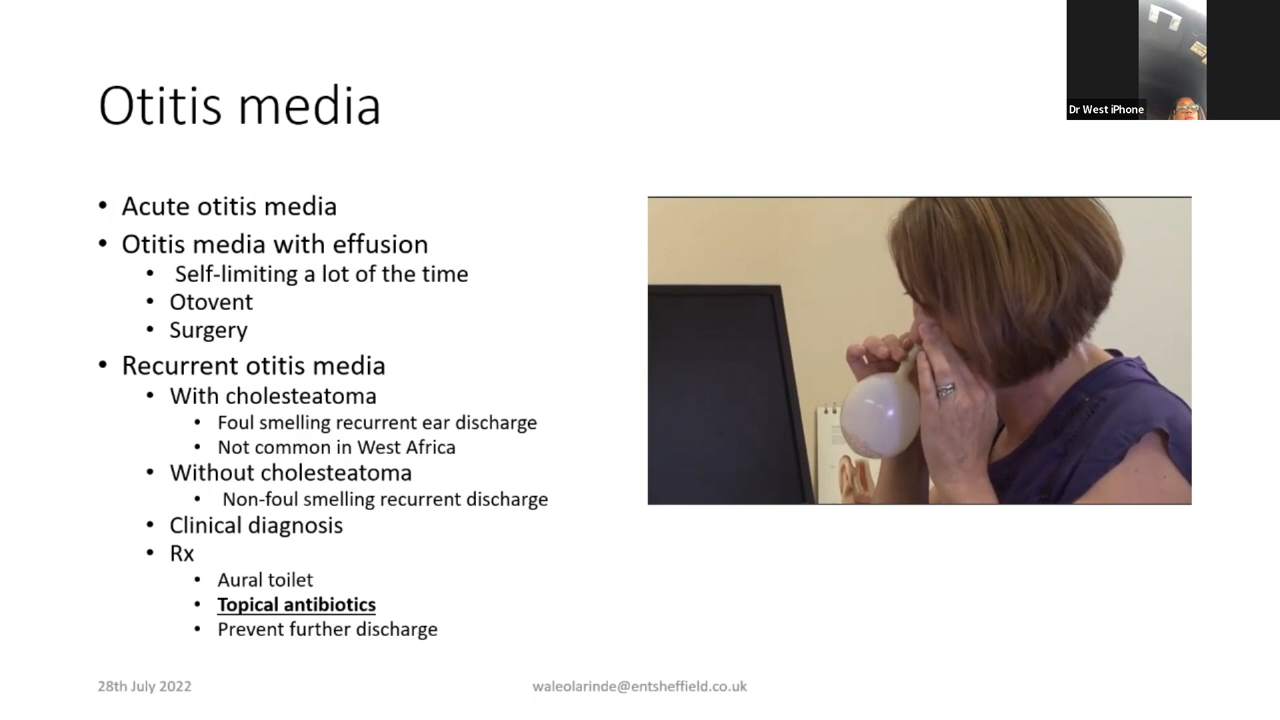 Dr West iPhone
Otitis media
• Acute otitis media
• Otitis media with effusion
• Self-limiting a lot of the time
• Otovent
• Surgery
• Recurrent otitis media
• With cholesteatoma
• Foul smelling recurrent ear discharge
• Not common in West Africa
• Without cholesteatoma
• Non-foul smelling recurrent discharge
• Clinical diagnosis
• Rx
• Aural toilet
• Topical antibiotics
• Prevent further discharge
28th July 2022
waleolarinde@entsheffield.co.uk